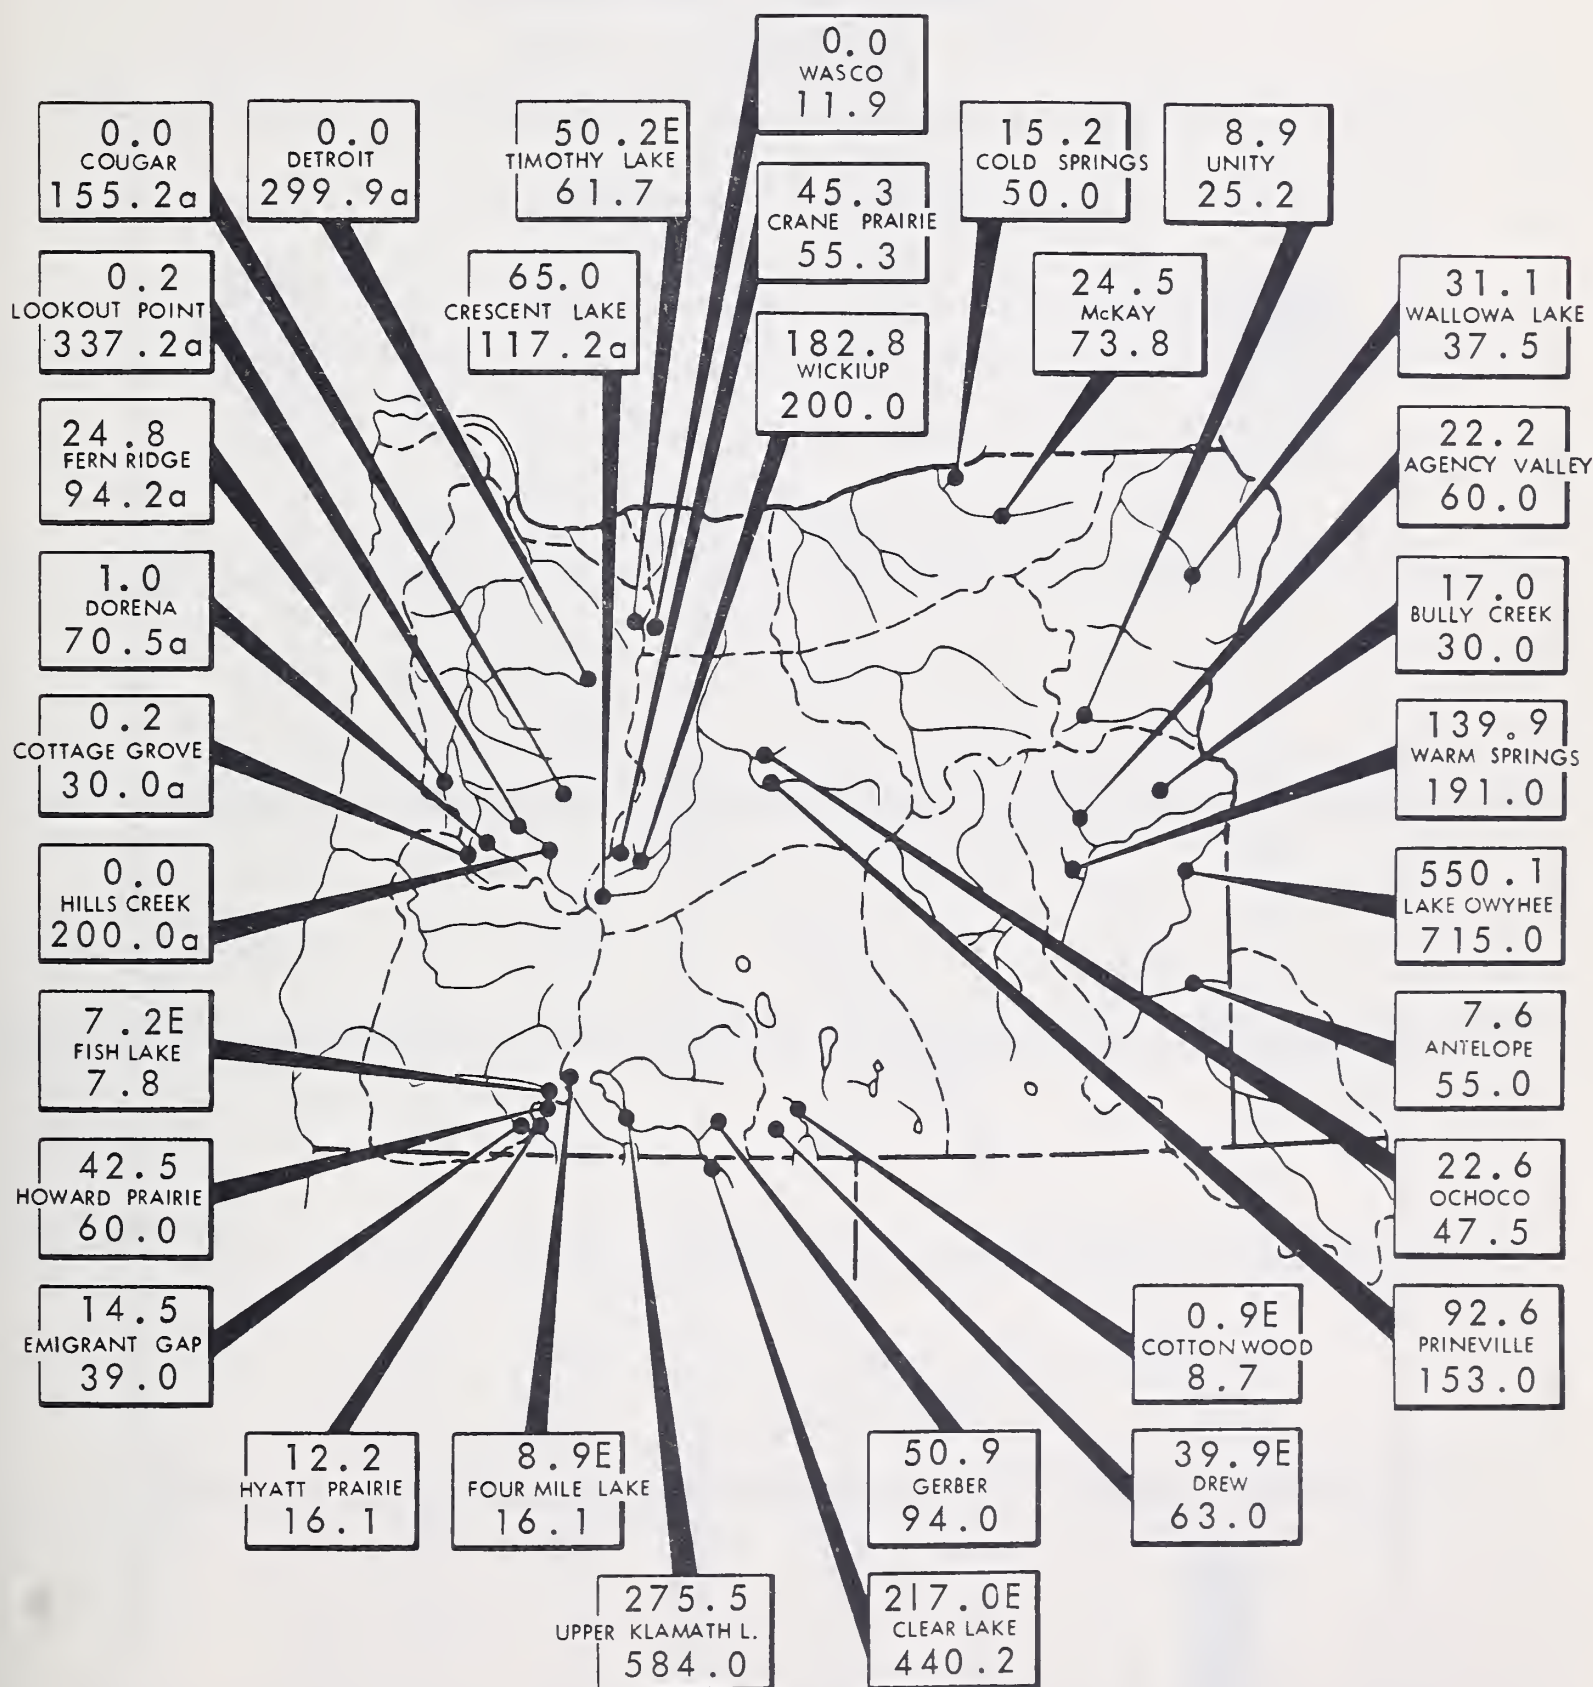 0.0
WASCO
11.9
0.0
COUGAR
155.2a
0.0
DETROIT
299.9a
50.2E
TIMOTHY LAKE
61.7
15.2
COLD SPRINGS
50.0
8.9
UNITY
25.2
45.3
CRANE PRAIRIE
55.3
0.2
LOOKOUT POINT
337.2a
65.0
CRESCENT LAKE
117.2a
24.5
McKAY
73.8
31.1
WALLOWA LAKE
37.5
182.8
WICKIUP
200.0
24.8
FERN RIDGE
94.2a
22.2
AGENCY VALLEY
60.0
1.0
DORENA
70.5a
17.0
BULLY CREEK
30.0
0.2
COTTAGE GROVE
30.0a
139.9
WARM SPRINGS
191.0
0.0
HILLS CREEK
200.0a
550.1
LAKE OWYHEE
715.0
7.2E
FISH LAKE
7.8
7.6
ANTELOPE
55.0
42.5
HOWARD PRAIRIE
60.0
22.6
OCHOCO
47.5
14.5
EMIGRANT GAP
39.0
0.9E
COTTONWOOD
8.7
92.6
PRINEVILLE
153.0
12.2
HYATT PRAIRIE
16.1
8.9E
FOUR MILE LAKE
16.1
50.9
GERBER
94.0
39.9E
DREW
63.0
275.5
UPPER KLAMATH L.
584.0
217.0E
CLEAR LAKE
440.2